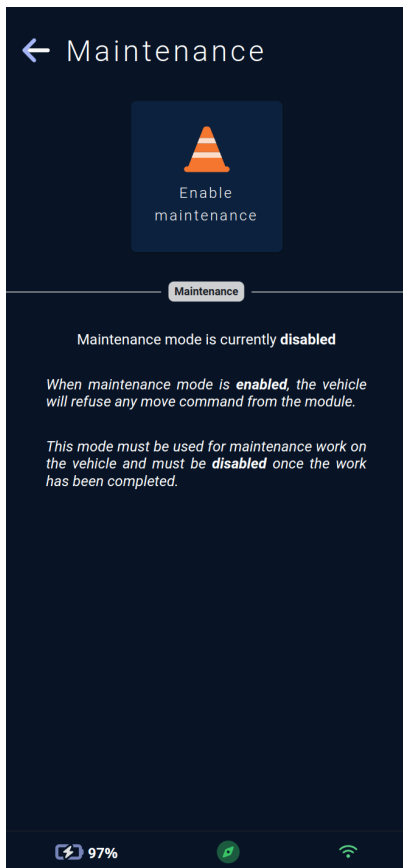 Maintenance
Enable
maintenance
Maintenance
Maintenance mode is currently disabled
When maintenance mode is enabled, the vehicle
will refuse any move command from the module.
This mode must be used for maintenance work on
the vehicle and must be disabled once the work
has been completed.
97%